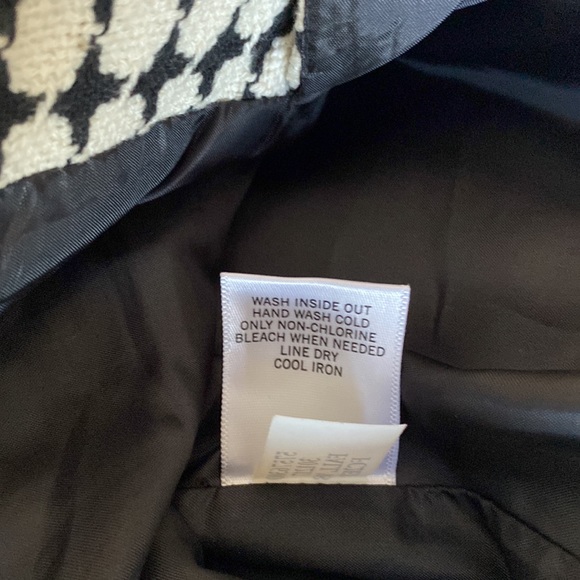 WASH INSIDE OUT
HAND WASH COLD
ONLY NON-CHLORINE
BLEACH WHEN NEEDED
LINE DRY
COOL IRON